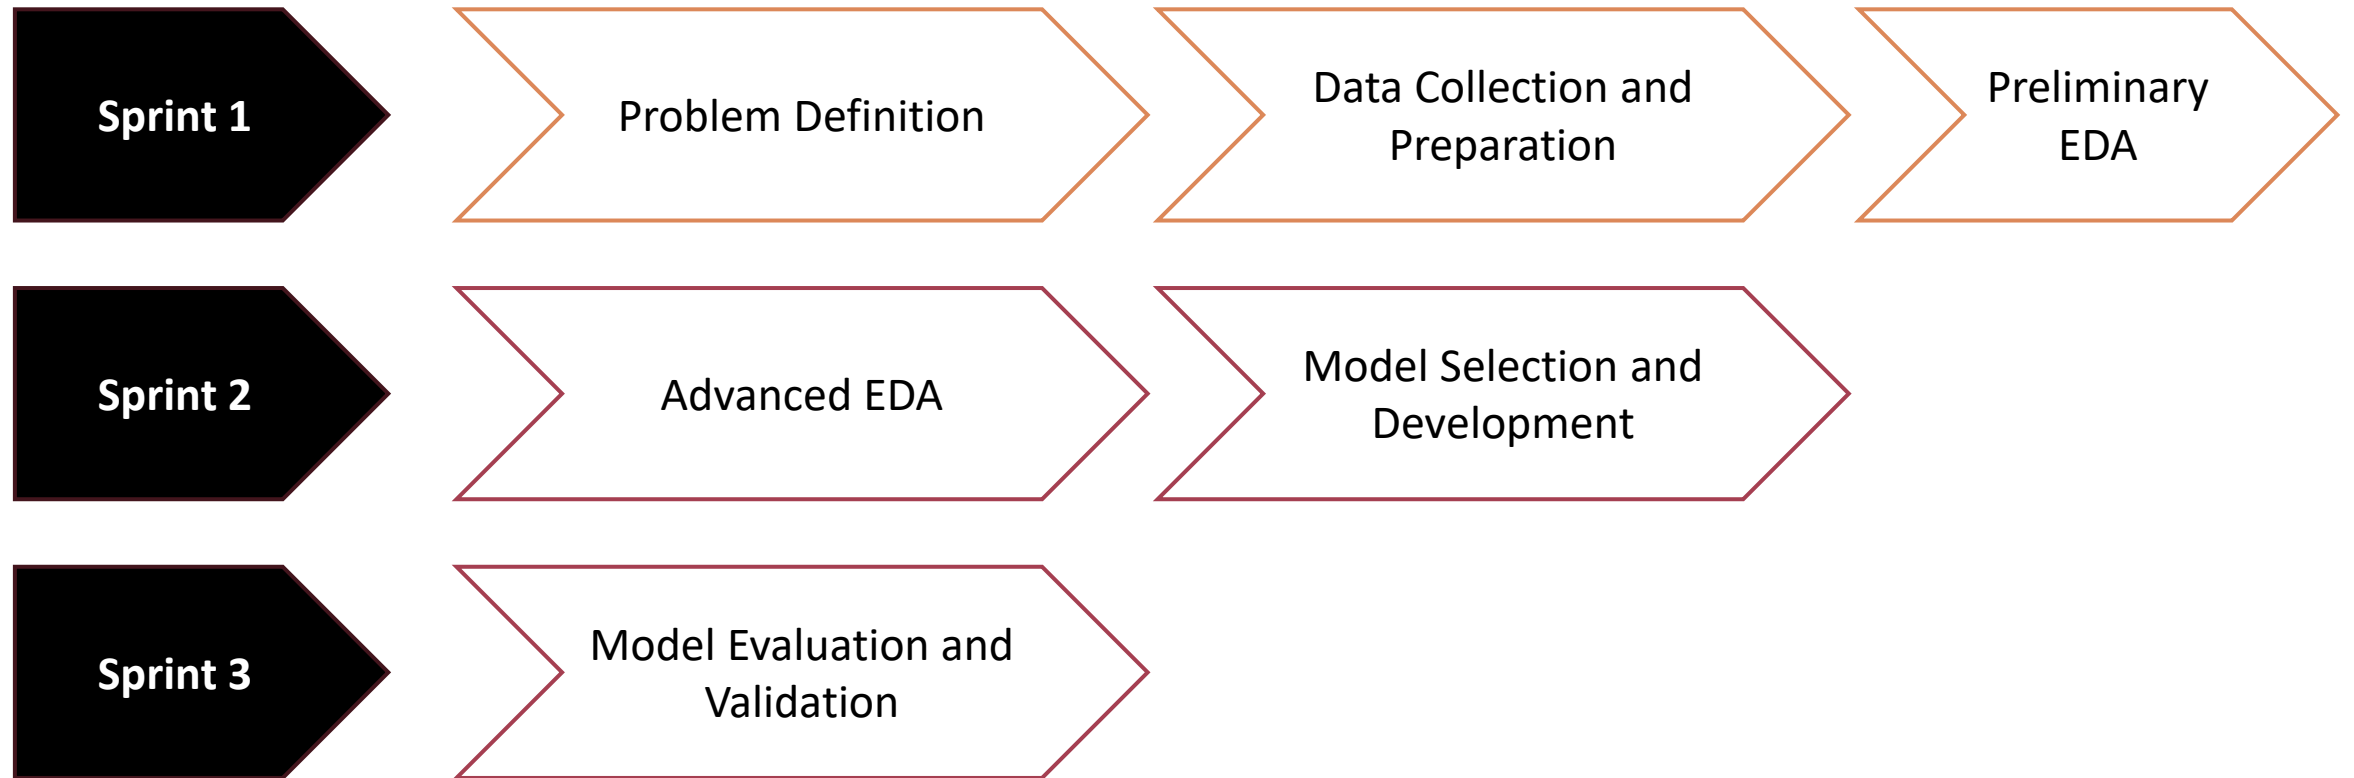 Sprint 1
Problem Definition
Data Collection and
Preparation
Preliminary
EDA
Sprint 2
Advanced EDA
Model Selection and
Development
Sprint 3
Model Evaluation and
Validation